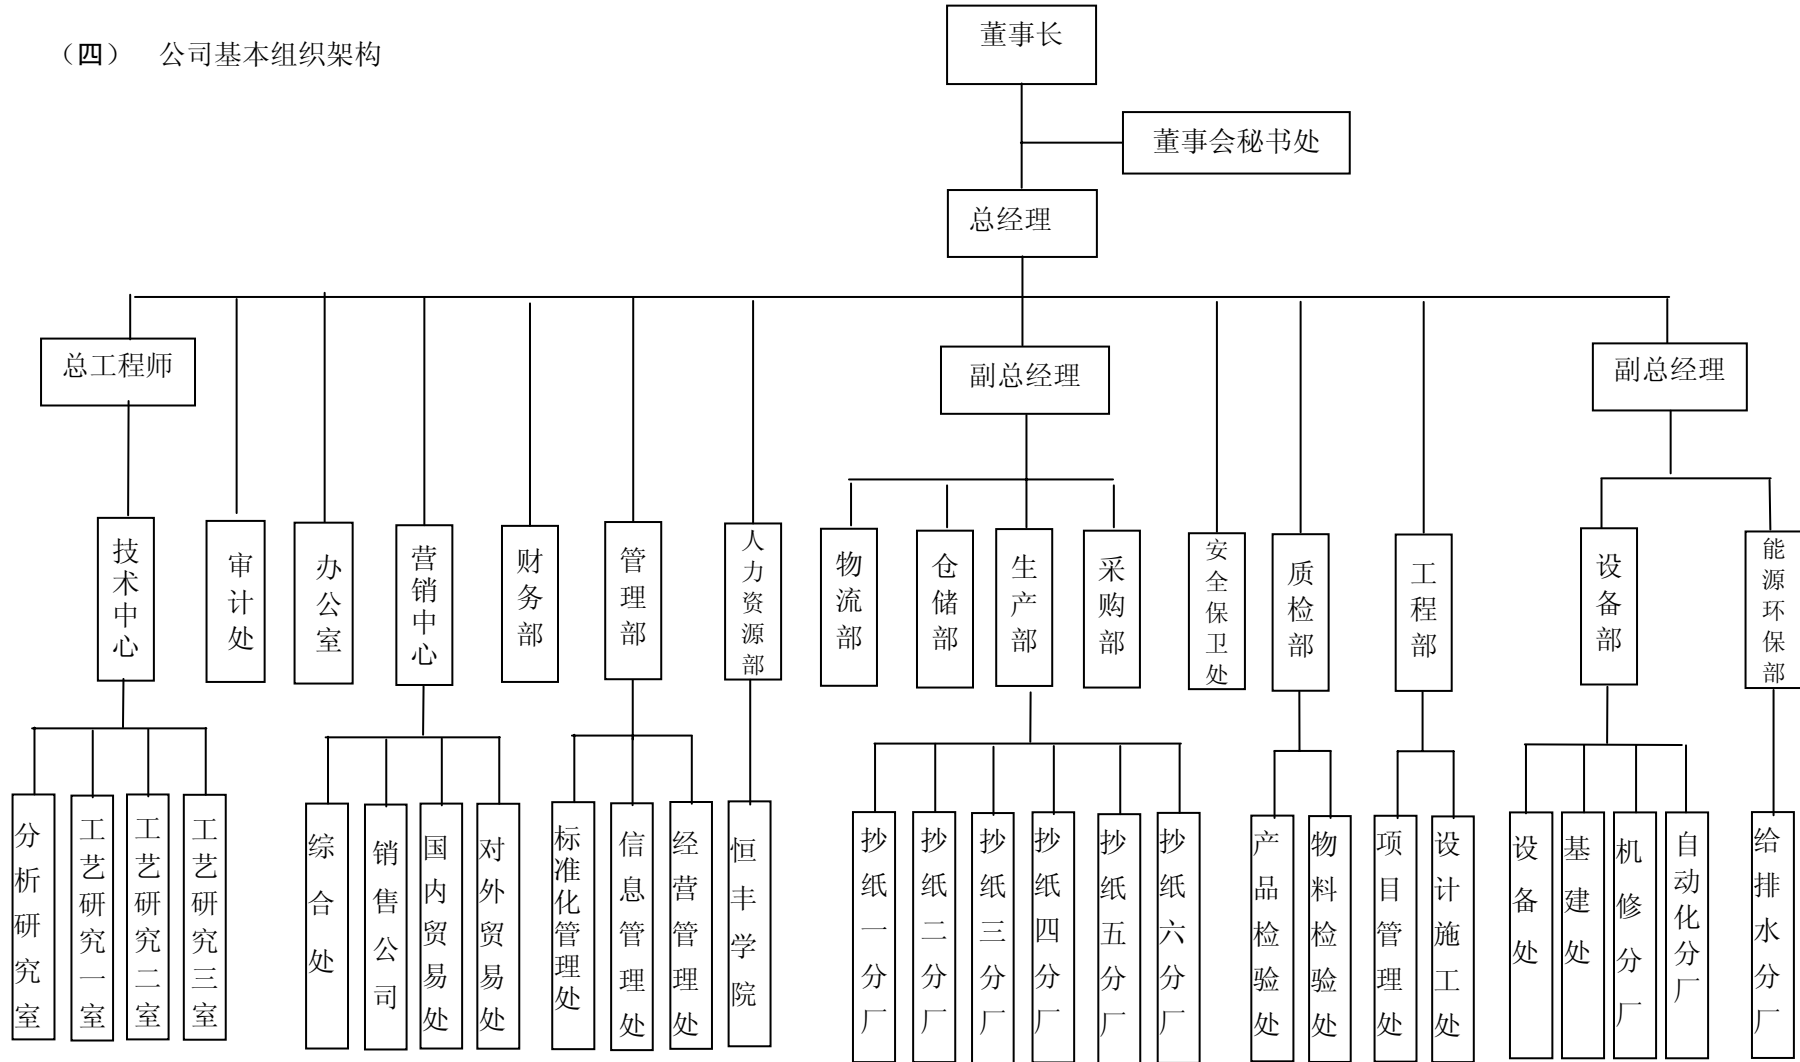 （四） 公司基本组织架构
董事长
董事会秘书处
总经理
总工程师
副总经理
副总经理
技术中心
审计处
办公室
营销中心
财务部
管理部
人力资源部
物流部
仓储部
生产部
采购部
安全保卫处
质检部
工程部
设备部
能源环保部
分析研究室
工艺研究一室
工艺研究二室
工艺研究三室
综合处
销售公司
国内贸易处
对外贸易处
标准化管理处
信息管理处
经营管理处
恒丰学院
抄纸一分厂
抄纸二分厂
抄纸三分厂
抄纸四分厂
抄纸五分厂
抄纸六分厂
产品检验处
物料检验处
项目管理处
设计施工处
设备处
基建处
机修分厂
自动化分厂
给排水分厂